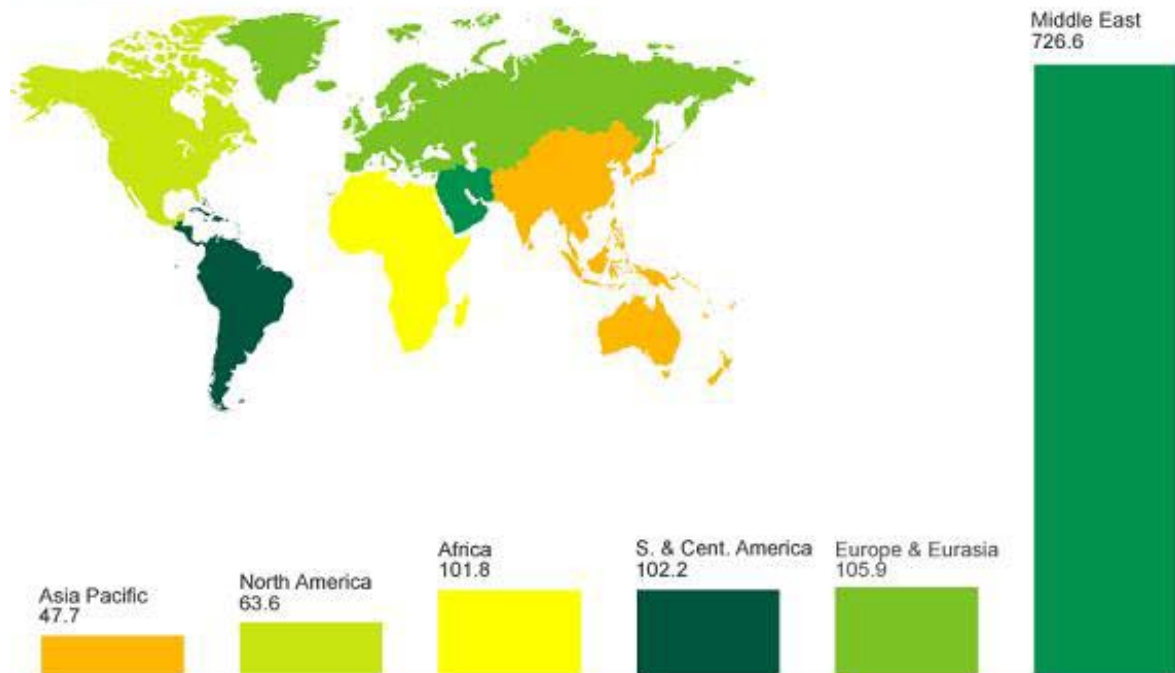 Middle East
726.6
Africa
101.8
S. & Cent. America
102.2
Europe & Eurasia
105.9
North America
63.6
Asia Pacific
47.7